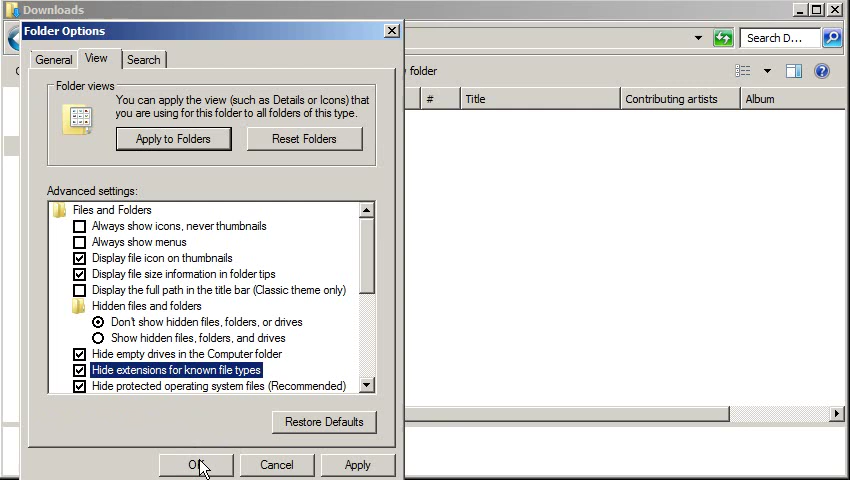 Downloads
Folder Options
Search D...
General
View
Search
folder
Folder views
You can apply the view (such as Details or Icons) that
you are using for this folder to all folders of this type.
Apply to Folders
Reset Folders
#
Title
Contributing artists
Album
Advanced settings:
Files and Folders
Always show icons, never thumbnails
Always show menus
Display file icon on thumbnails
Display file size information in folder tips
Display the full path in the title bar (Classic theme only)
Hidden files and folders
Don't show hidden files, folders, or drives
Show hidden files, folders, and drives
Hide empty drives in the Computer folder
Hide extensions for known file types
Hide protected operating system files (Recommended)
Restore Defaults
OK
Cancel
Apply